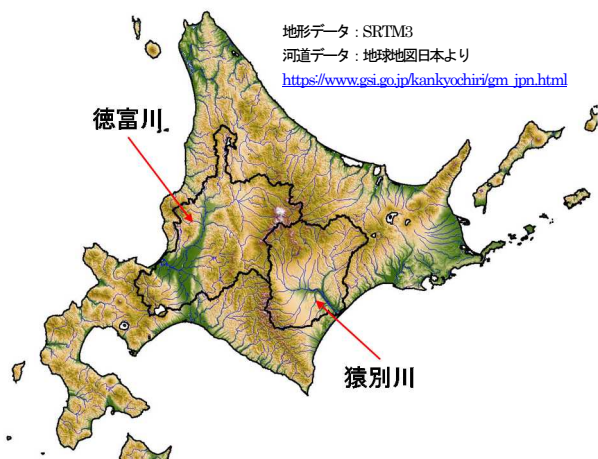 地形データ：SRTM3
河道データ：地球地図日本より
https://www.gsi.go.jp/kankyochiri/gm_jpn.html
徳富川
猿別川